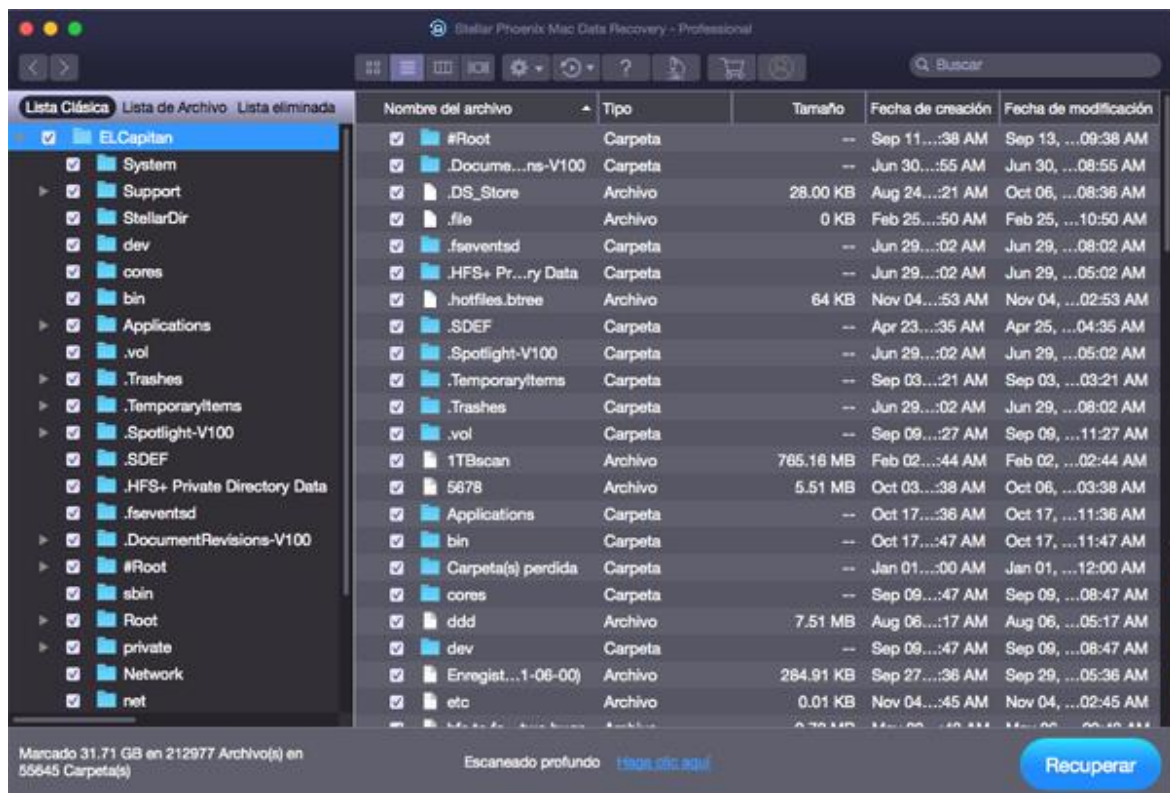 Stellar Phoenix Mac Data Recovery - Professional
Buscar
Lista Clásica Lista de Archivo Lista eliminada
ELCapitan
System
Support
StellarDir
dev
cores
bin
Applications
.vol
.Trashes
.TemporaryItems
.Spotlight-V100
.SDEF
.HFS+ Private Directory Data
.fseventsd
.DocumentRevisions-V100
#Root
sbin
Root
private
Network
net
Nombre del archivo Tipo Tamaño Fecha de creación Fecha de modificación
#Root Carpeta -- Sep 11...:38 AM Sep 13, ...09:38 AM
.Docume...ns-V100 Carpeta -- Jun 30...:55 AM Jun 30, ...08:55 AM
.DS_Store Archivo 28.00 KB Aug 24...:21 AM Oct 06, ...08:36 AM
.file Archivo 0 KB Feb 25...:50 AM Feb 25, ...10:50 AM
.fseventsd Carpeta -- Jun 29...:02 AM Jun 29, ...08:02 AM
.HFS+ Pr...ry Data Carpeta -- Jun 29...:02 AM Jun 29, ...05:02 AM
.hotfiles.btree Archivo 64 KB Nov 04...:53 AM Nov 04, ...02:53 AM
.SDEF Carpeta -- Apr 23...:35 AM Apr 25, ...04:35 AM
.Spotlight-V100 Carpeta -- Jun 29...:02 AM Jun 29, ...05:02 AM
.TemporaryItems Carpeta -- Sep 03...:21 AM Sep 03, ...03:21 AM
.Trashes Carpeta -- Jun 29...:02 AM Jun 29, ...08:02 AM
.vol Carpeta -- Sep 09...:27 AM Sep 09, ...11:27 AM
1TBscan Archivo 765.16 MB Feb 02...:44 AM Feb 02, ...02:44 AM
5678 Archivo 5.51 MB Oct 03...:38 AM Oct 06, ...03:38 AM
Applications Carpeta -- Oct 17...:36 AM Oct 17, ...11:36 AM
bin Carpeta -- Oct 17...:47 AM Oct 17, ...11:47 AM
Carpeta(s) perdida Carpeta -- Jan 01...:00 AM Jan 01, ...12:00 AM
cores Carpeta -- Sep 09...:47 AM Sep 09, ...08:47 AM
ddd Archivo 7.51 MB Aug 06...:17 AM Aug 06, ...05:17 AM
dev Carpeta -- Sep 09...:47 AM Sep 09, ...08:47 AM
Enregist...1-06-00) Archivo 284.91 KB Sep 27...:36 AM Sep 29, ...05:36 AM
etc Archivo 0.01 KB Nov 04...:45 AM Nov 04, ...02:45 AM
Marcado 31.71 GB en 212977 Archivo(s) en
55645 Carpeta(s)
Escaneado profundo Haga clic aquí
Recuperar